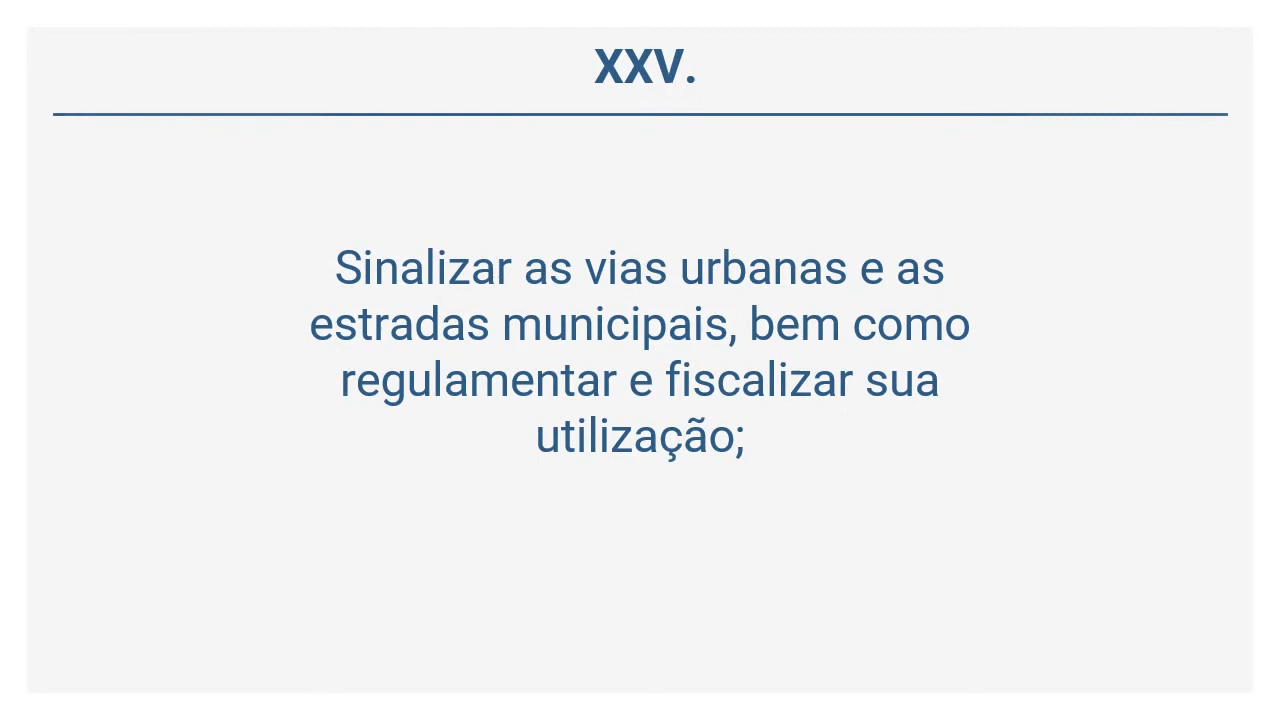 XXV.
Sinalizar as vias urbanas e as
estradas municipais, bem como
regulamentar e fiscalizar sua
utilização;